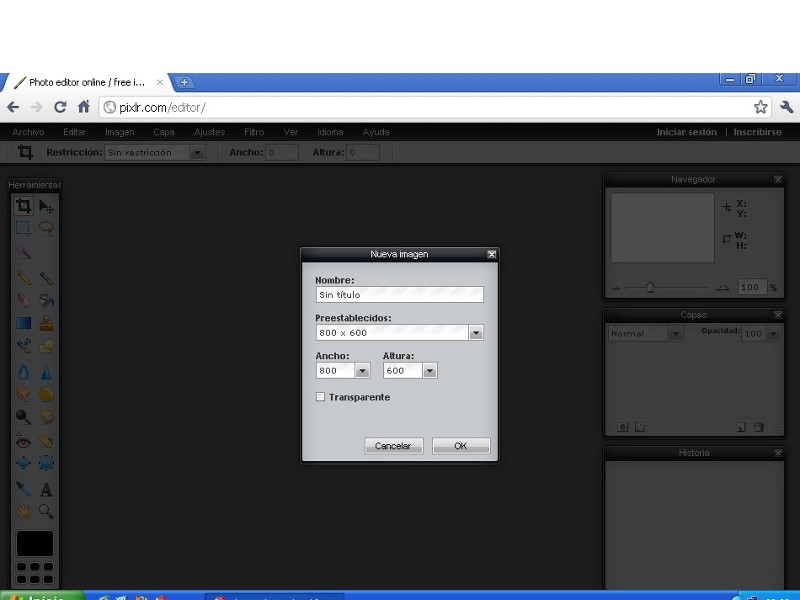 Photo editor online / free i...
pixlr.com/editor/
Archivo Editar Imagen Capa Ajustes Filtro Ver Idioma Ayuda Iniciar sesión | Inscribirse
Restricción: Sin restricción Ancho: 0 Altura: 0
Herramientas
Navegador
X:
Y:
W:
H:
100 %
Nueva imagen
Nombre:
Sin título
Preestablecidos:
800 x 600
Ancho: Altura:
800 600
Transparente
Cancelar OK
Capas
Normal Opacidad: 100
Historia
Inicio